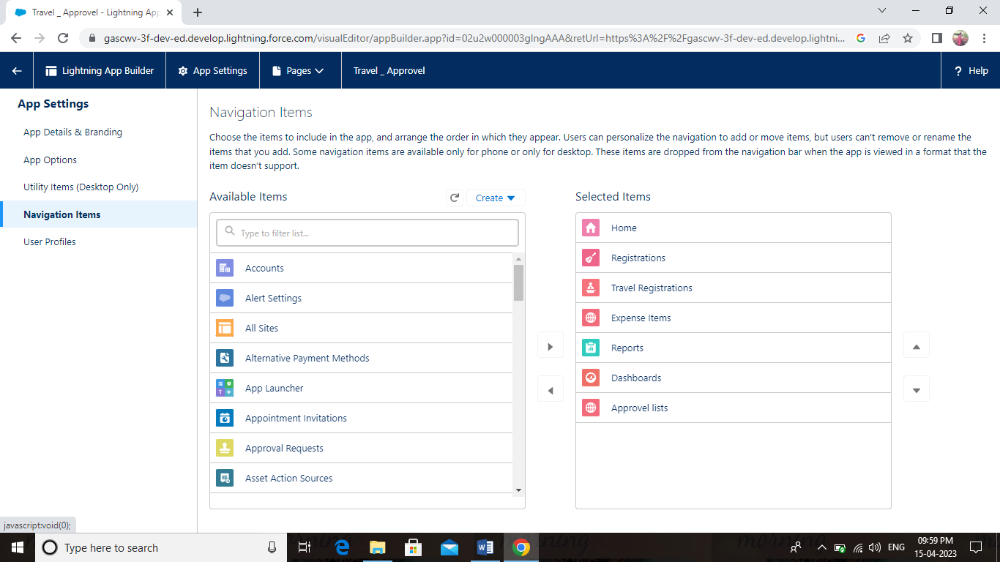 Travel _ Approvel - Lightning App
gascwv-3f-dev-ed.develop.lightning.force.com/visualEditor/appBuilder.app?id=02u2w000003gIngAAA&retUrl=https%3A%2F%2Fgascwv-3f-dev-ed.develop.lightni...
Lightning App Builder
App Settings
Pages
Travel _ Approvel
? Help
App Settings
App Details & Branding
App Options
Utility Items (Desktop Only)
Navigation Items
User Profiles
Navigation Items
Choose the items to include in the app, and arrange the order in which they appear. Users can personalize the navigation to add or move items, but users can't remove or rename the
items that you add. Some navigation items are available only for phone or only for desktop. These items are dropped from the navigation bar when the app is viewed in a format that the
item doesn't support.
Available Items
Create
Type to filter list...
Accounts
Alert Settings
All Sites
Alternative Payment Methods
App Launcher
Appointment Invitations
Approval Requests
Asset Action Sources
Selected Items
Home
Registrations
Travel Registrations
Expense Items
Reports
Dashboards
Approvel lists
javascript:void(0);
Type here to search
morning
morning
ENG
09:59 PM
15-04-2023